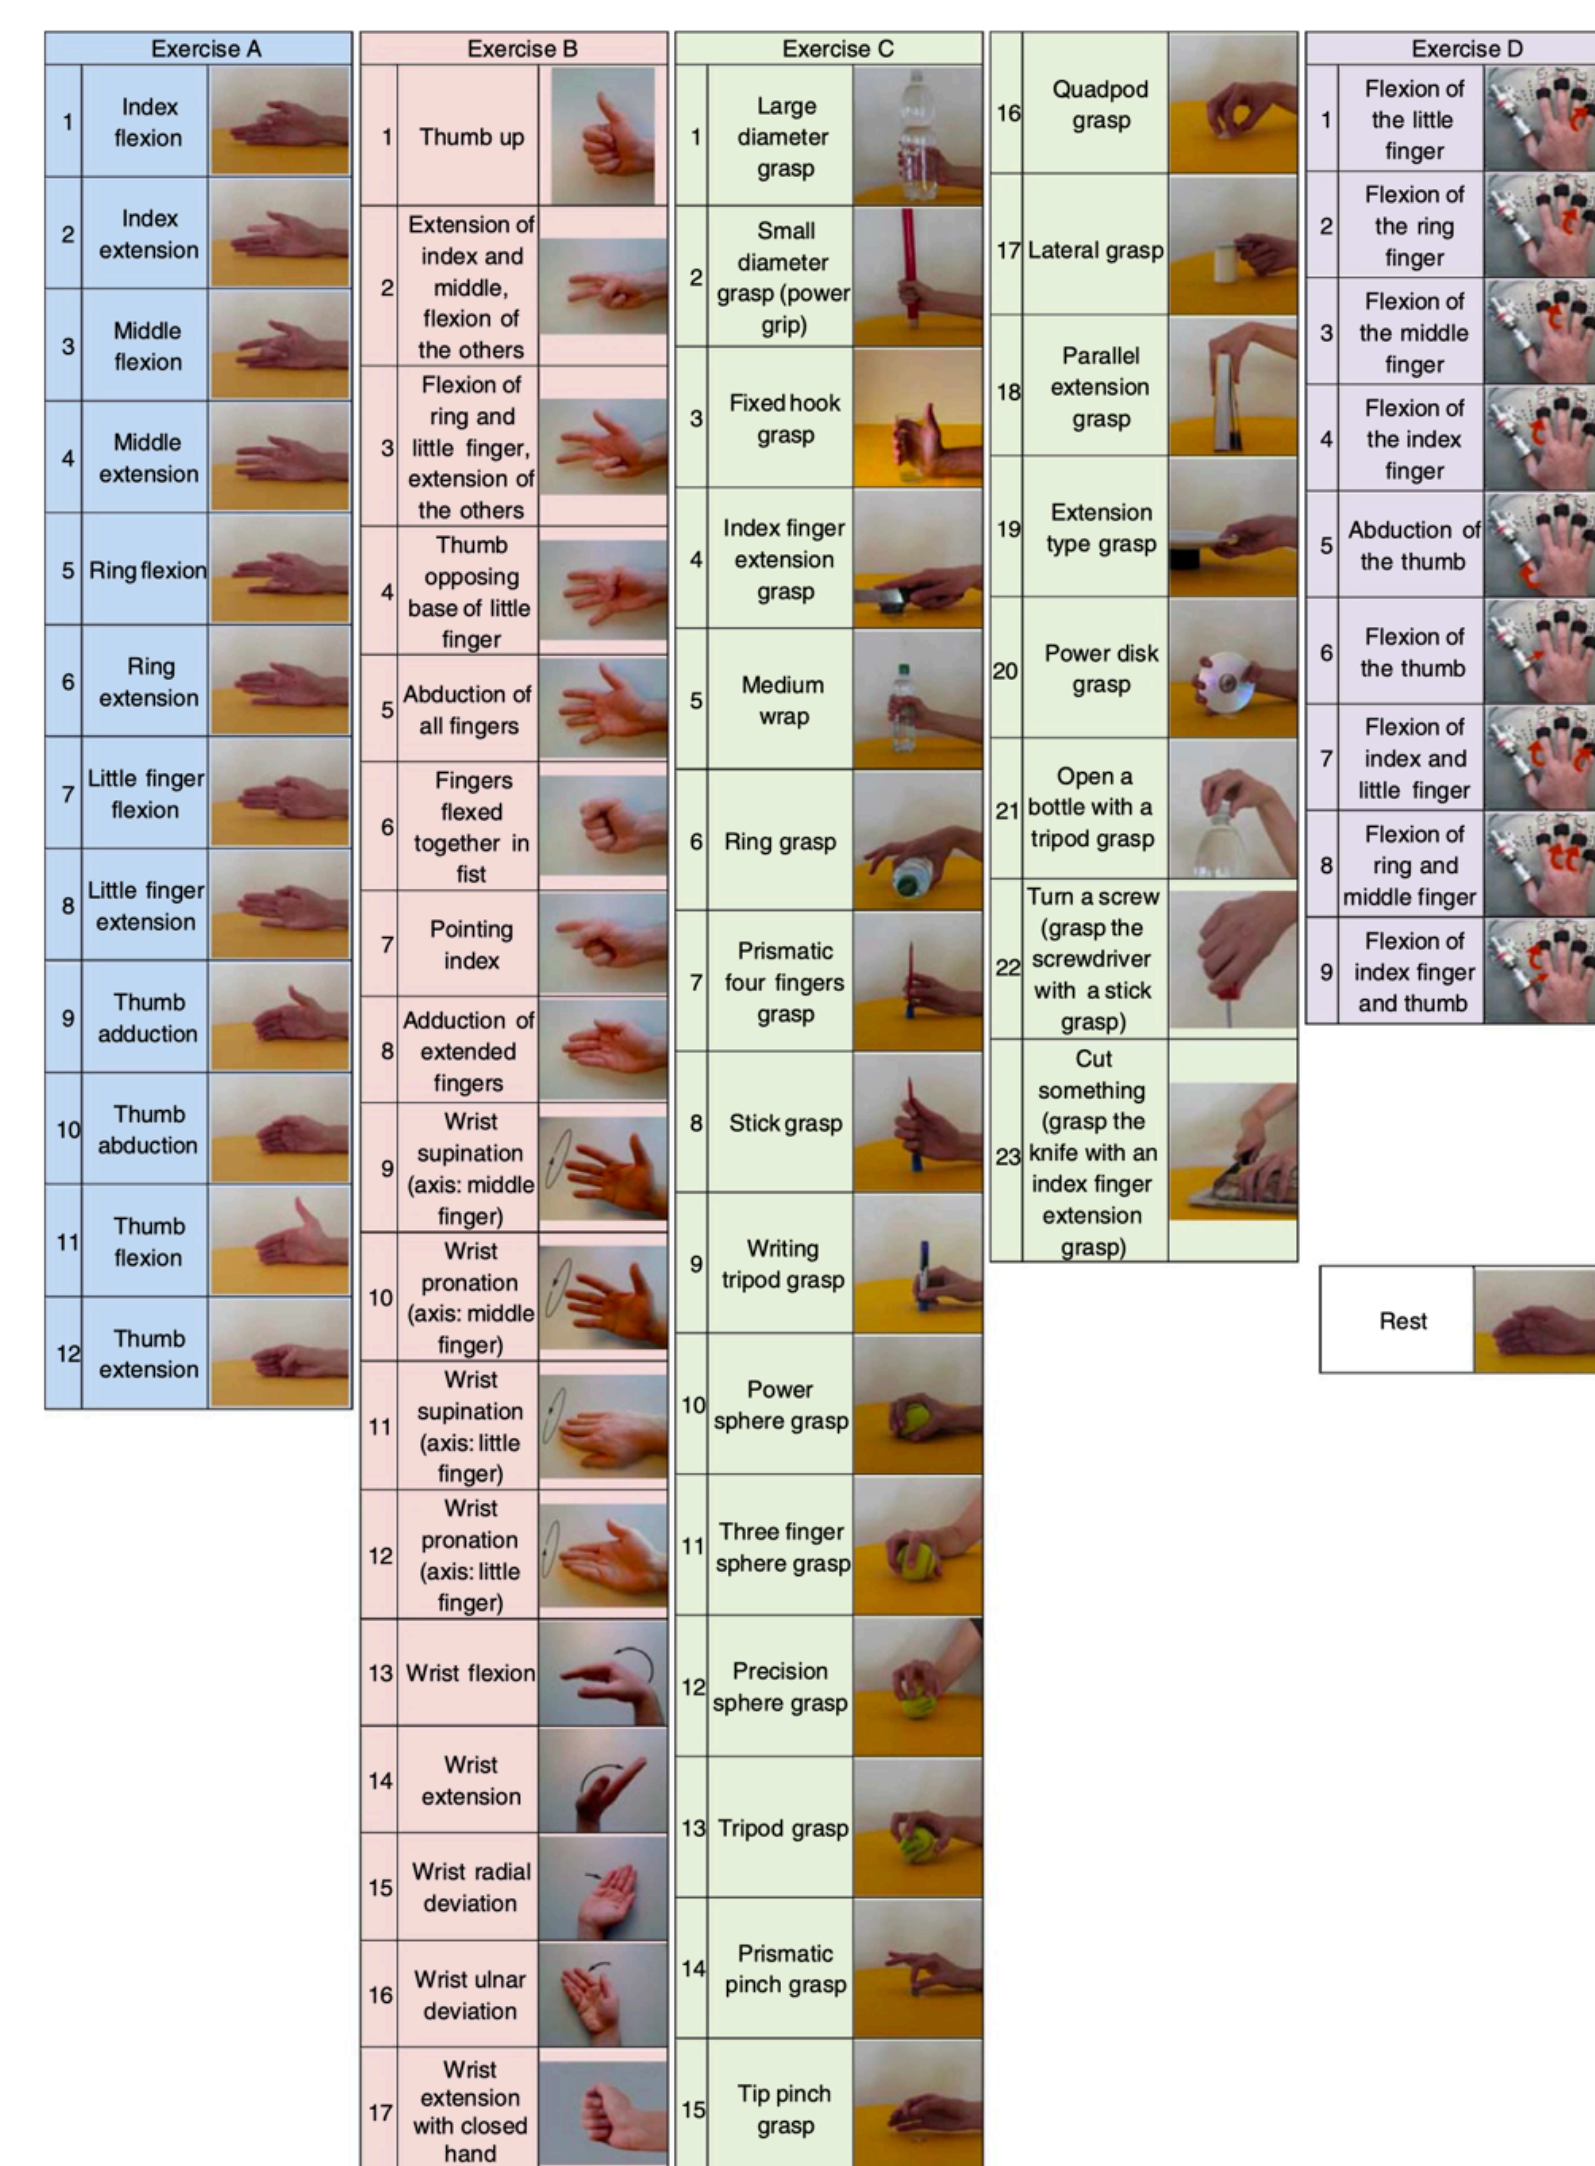 Exercise A
1
Index
flexion
2
Index
extension
3
Middle
flexion
4
Middle
extension
5
Ring flexion
6
Ring
extension
7
Little finger
flexion
8
Little finger
extension
9
Thumb
adduction
10
Thumb
abduction
11
Thumb
flexion
12
Thumb
extension
Exercise B
1
Thumb up
2
Extension of
index and
middle,
flexion of
the others
3
Flexion of
ring and
little finger,
extension of
the others
4
Thumb
opposing
base of little
finger
5
Abduction of
all fingers
6
Fingers
flexed
together in
fist
7
Pointing
index
8
Adduction of
extended
fingers
9
Wrist
supination
(axis: middle
finger)
10
Wrist
pronation
(axis: middle
finger)
11
Wrist
supination
(axis: little
finger)
12
Wrist
pronation
(axis: little
finger)
13
Wrist flexion
14
Wrist
extension
15
Wrist radial
deviation
16
Wrist ulnar
deviation
17
Wrist
extension
with closed
hand
Exercise C
1
Large
diameter
grasp
2
Small
diameter
grasp (power
grip)
3
Fixed hook
grasp
4
Index finger
extension
grasp
5
Medium
wrap
6
Ring grasp
7
Prismatic
four fingers
grasp
8
Stick grasp
9
Writing
tripod grasp
10
Power
sphere grasp
11
Three finger
sphere grasp
12
Precision
sphere grasp
13
Tripod grasp
14
Prismatic
pinch grasp
15
Tip pinch
grasp
16
Quadpod
grasp
17
Lateral grasp
18
Parallel
extension
grasp
19
Extension
type grasp
20
Power disk
grasp
21
Open a
bottle with a
tripod grasp
22
Turn a screw
(grasp the
screwdriver
with a stick
grasp)
23
Cut
something
(grasp the
knife with an
index finger
extension
grasp)
Exercise D
1
Flexion of
the little
finger
2
Flexion of
the ring
finger
3
Flexion of
the middle
finger
4
Flexion of
the index
finger
5
Abduction of
the thumb
6
Flexion of
the thumb
7
Flexion of
index and
little finger
8
Flexion of
ring and
middle finger
9
Flexion of
index finger
and thumb
Rest